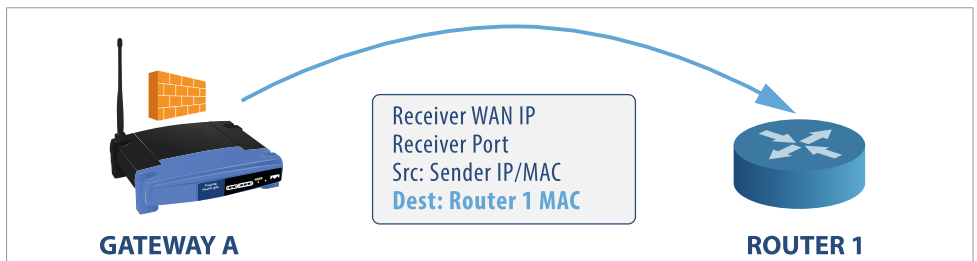 Receiver WAN IP
Receiver Port
Src: Sender IP/MAC
Dest: Router 1 MAC
GATEWAY A
ROUTER 1